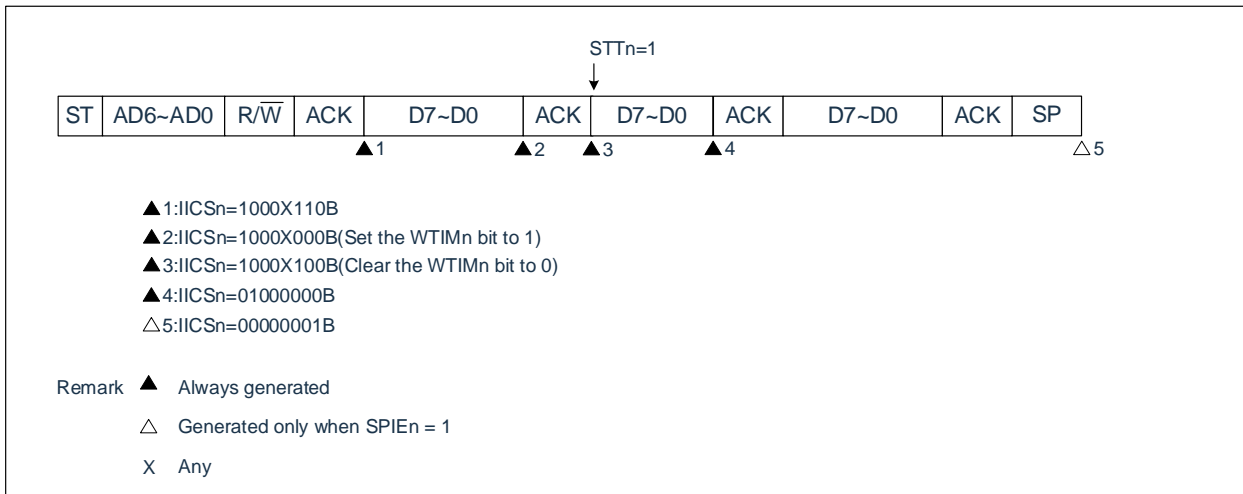 STTn=1
ST AD6~AD0 R/W̅ ACK D7~D0 ACK D7~D0 ACK D7~D0 ACK SP
▲1 ▲2 ▲3 ▲4 △5
▲1:IICSn=1000X110B
▲2:IICSn=1000X000B(Set the WTIMn bit to 1)
▲3:IICSn=1000X100B(Clear the WTIMn bit to 0)
▲4:IICSn=01000000B
△5:IICSn=00000001B
Remark ▲ Always generated
△ Generated only when SPIEn = 1
X Any